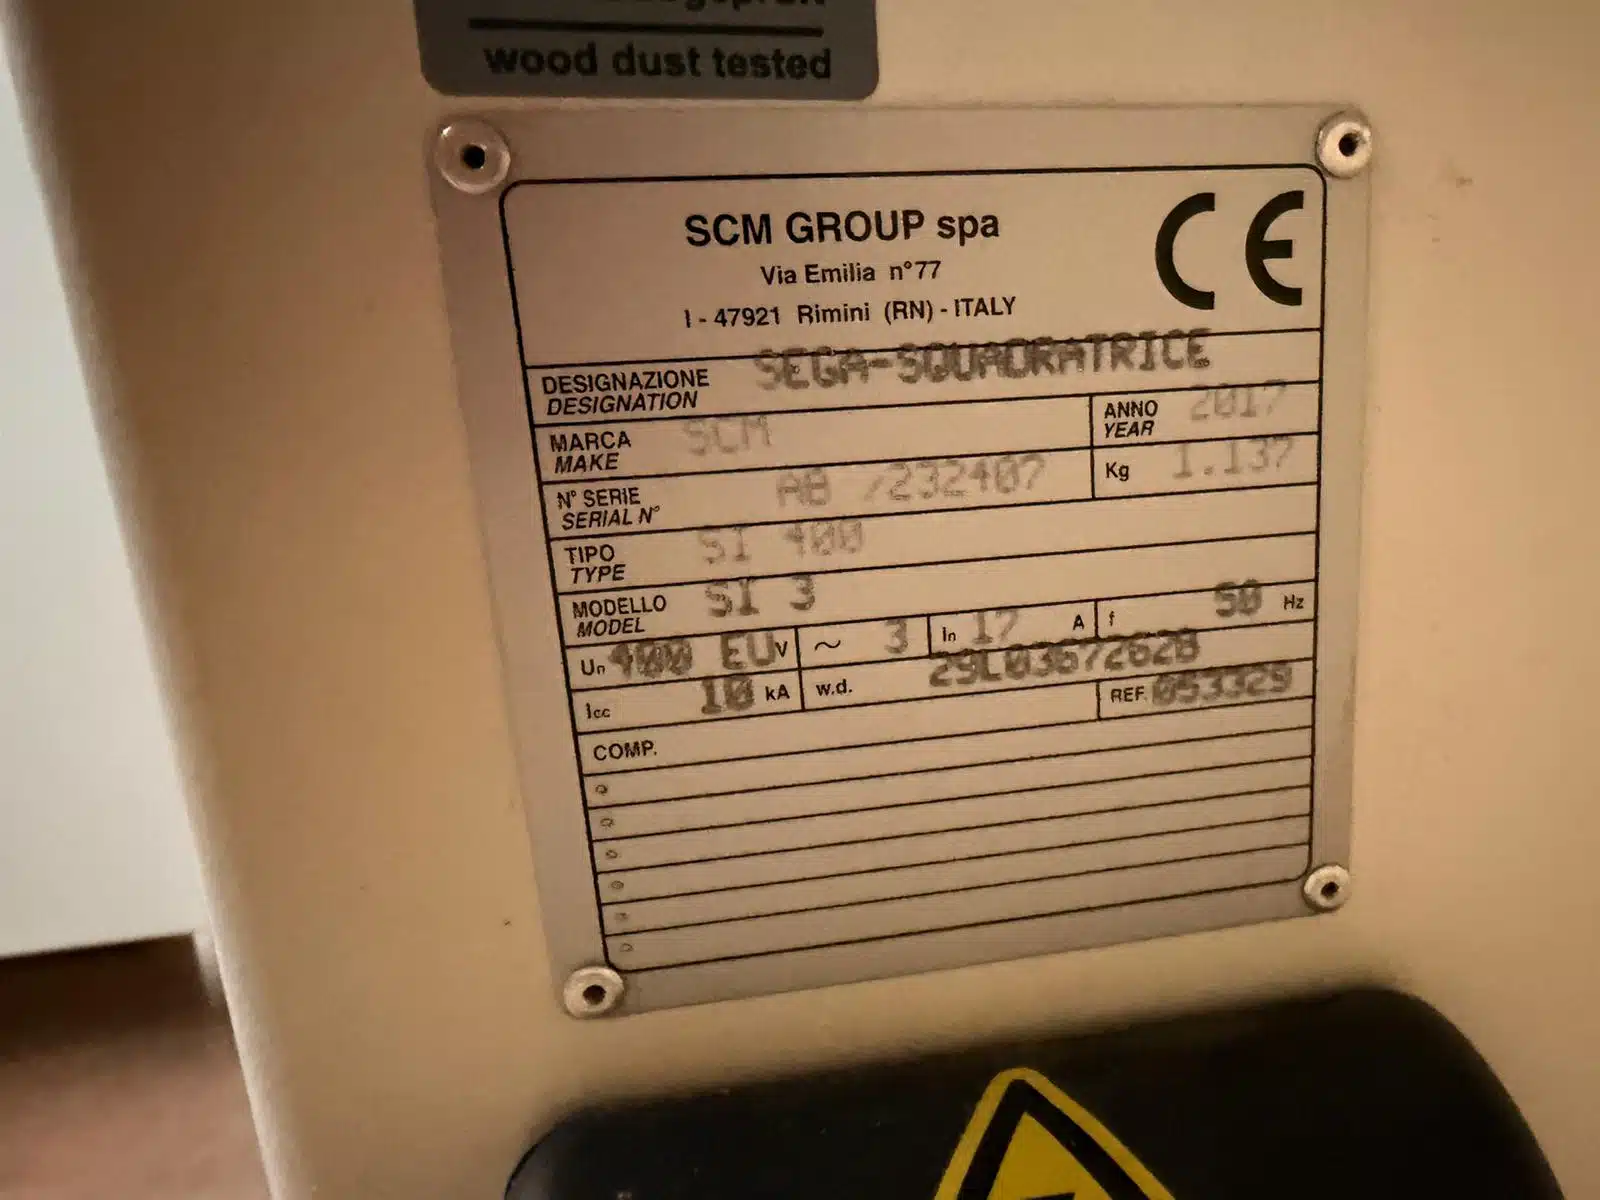 wood dust tested
SCM GROUP spa
Via Emilia n°77
I - 47921 Rimini (RN) - ITALY
CE
DESIGNAZIONE SEGA-SQUADRATRICE
DESIGNATION
MARCA SCM ANNO 2017
MAKE YEAR
N° SERIE AB /232407 Kg 1.137
SERIAL N°
TIPO SI 400
TYPE
MODELLO SI 3
MODEL
Un 400 EU V ~ 3 In 17 A f 50 Hz
Icc 10 kA w.d. 29L03672628
REF. 053329
COMP.